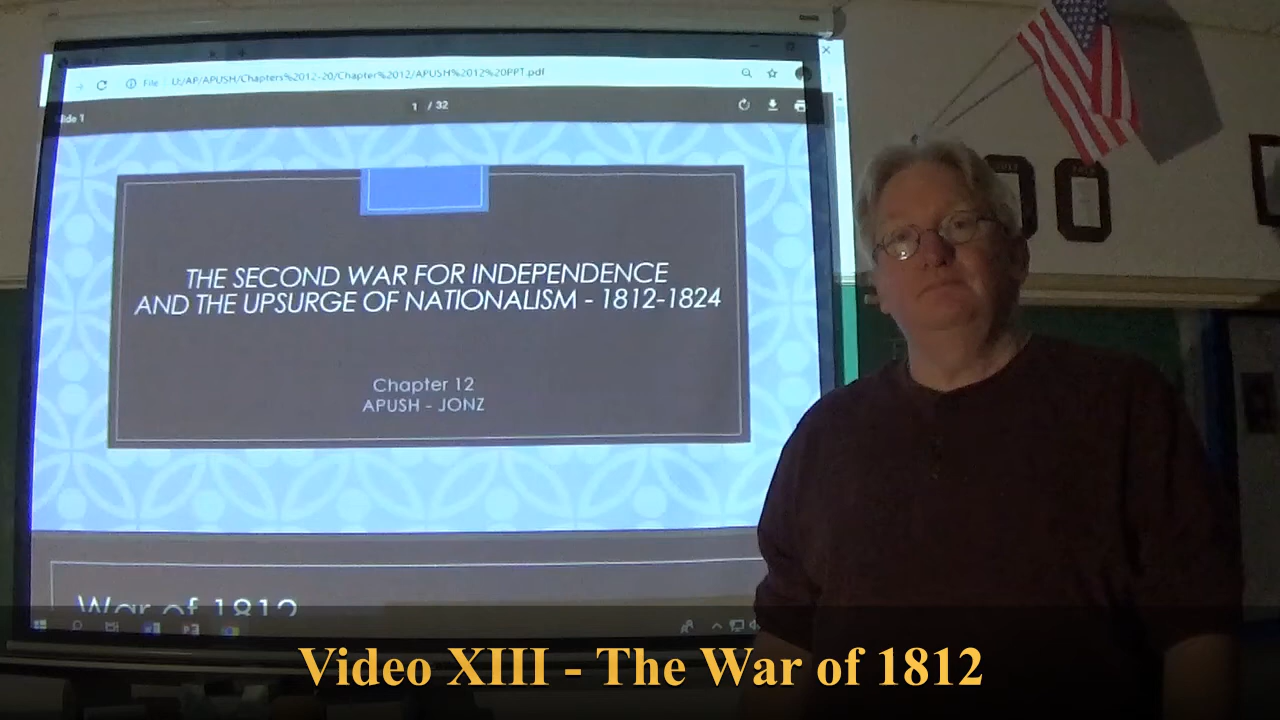 File
U:/AP/APUSH/Chapters%2012-20/Chapter%2012/APUSH%2012%20PPT.pdf
1 / 32
THE SECOND WAR FOR INDEPENDENCE
AND THE UPSURGE OF NATIONALISM - 1812-1824
Chapter 12
APUSH - JONZ
War of 1812
Video XIII - The War of 1812